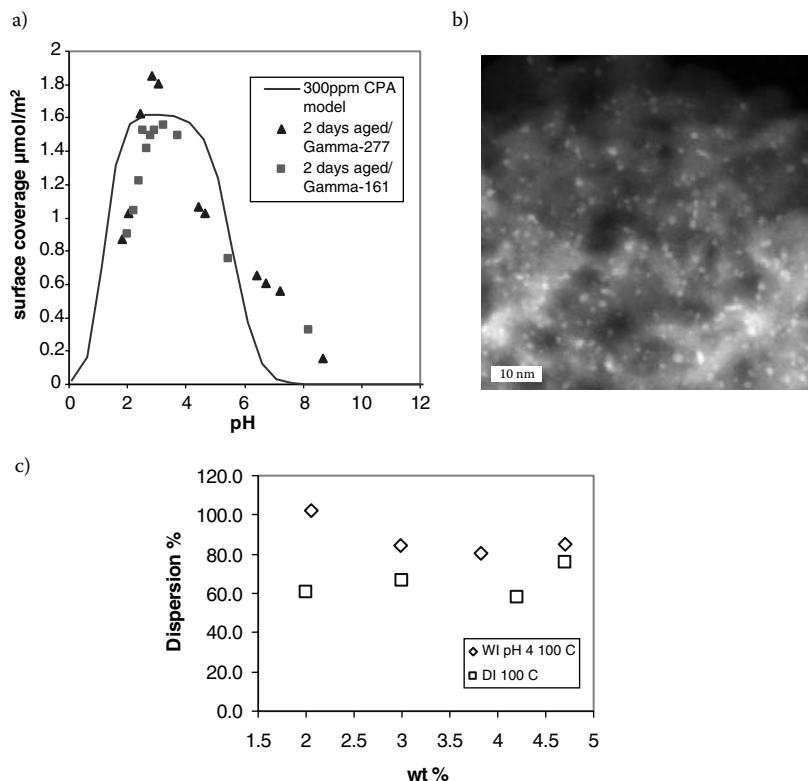 a)
surface coverage µmol/m²
2
1.8
1.6
1.4
1.2
1
0.8
0.6
0.4
0.2
0
0
2
4
6
8
10
12
pH
300ppm CPA
model
2 days aged/
Gamma-277
2 days aged/
Gamma-161
b)
10 nm
c)
Dispersion %
120.0
100.0
80.0
60.0
40.0
20.0
0.0
1.5
2
2.5
3
3.5
4
4.5
5
wt %
WI pH 4 100 C
DI 100 C